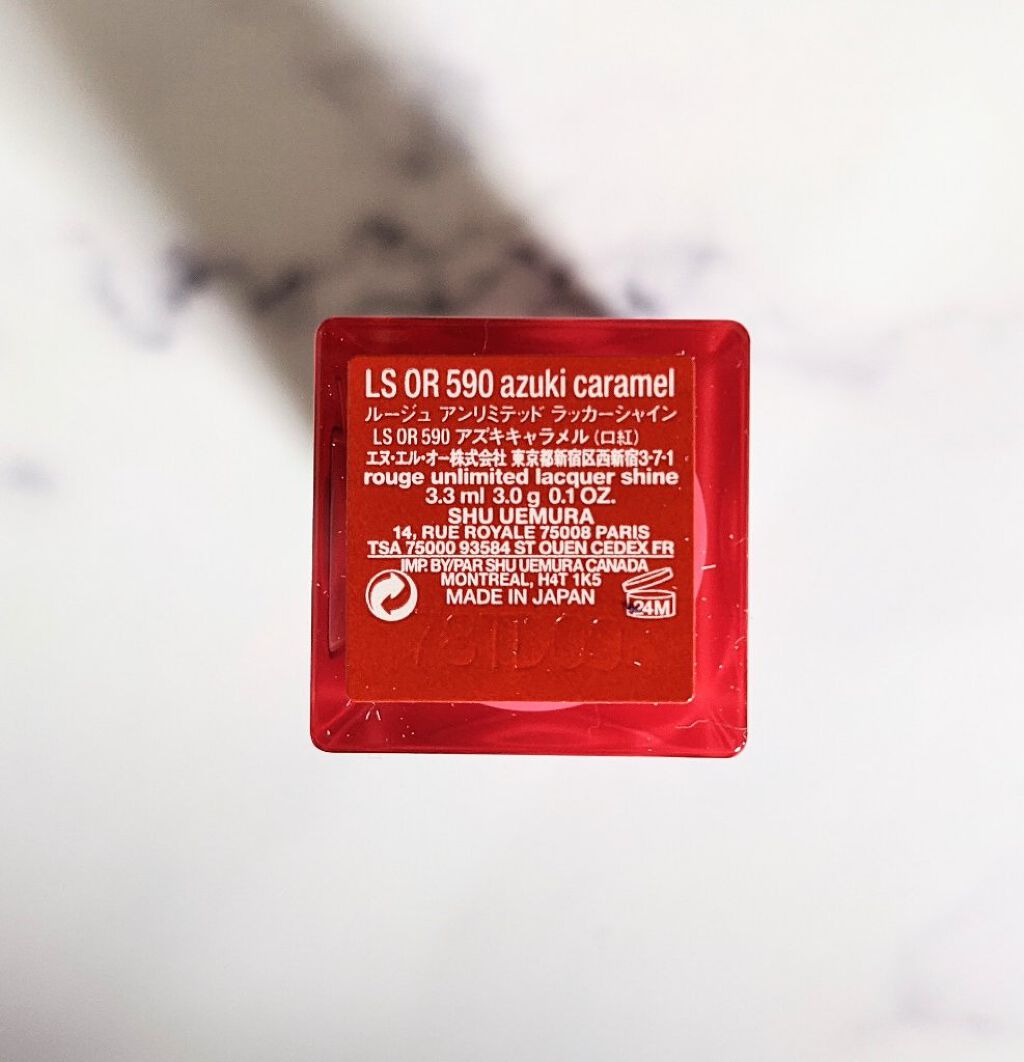 LS OR 590 azuki caramel
ルージュ アンリミテッド ラッカーシャイン
LS OR 590 アズキキャラメル (口紅)
エヌ・エル・オー株式会社 東京都新宿区西新宿3-7-1
rouge unlimited lacquer shine
3.3 ml 3.0 g 0.1 OZ.
SHU UEMURA
14, RUE ROYALE 75008 PARIS
TSA 75000 93584 ST OUEN CEDEX FR
IMP. BY/PAR SHU UEMURA CANADA
MONTREAL, H4T 1K5
MADE IN JAPAN
24M